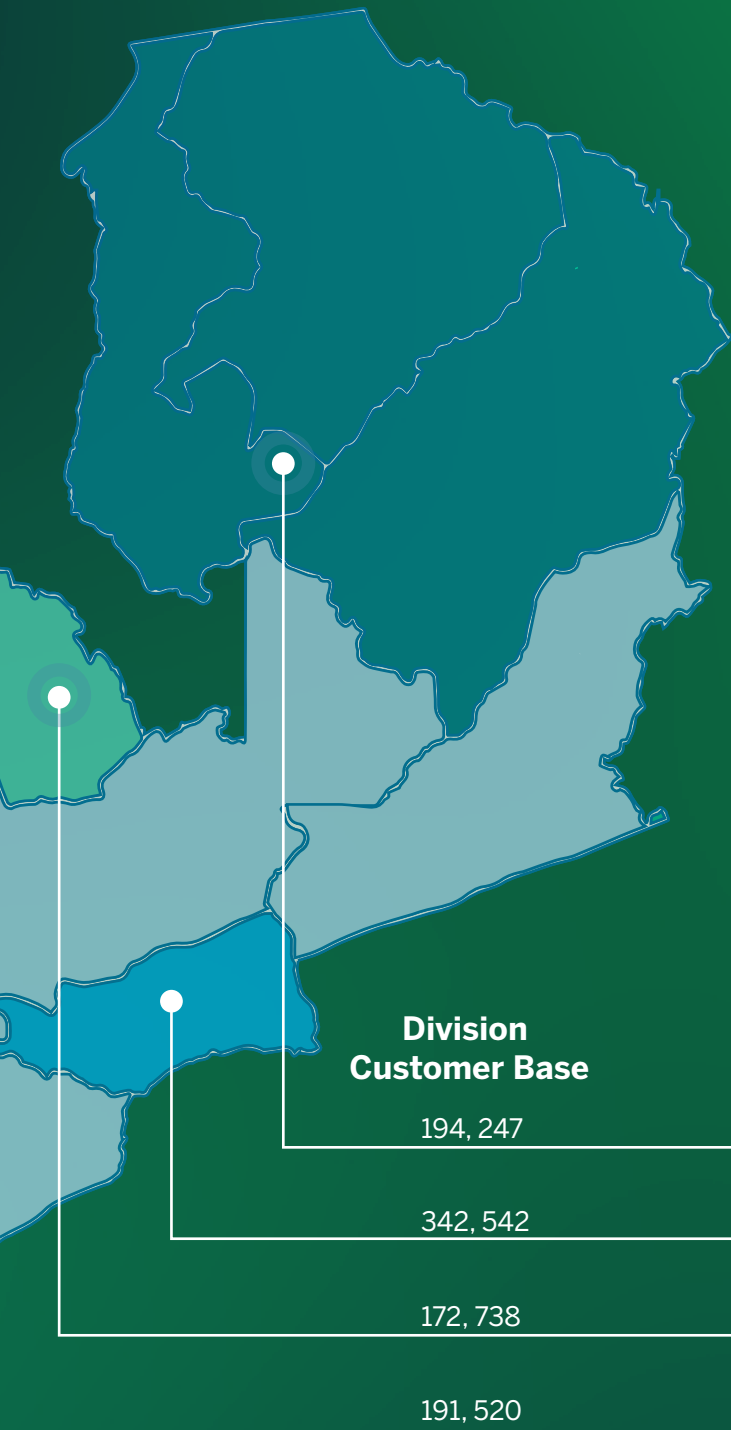 Division
Customer Base
194, 247
342, 542
172, 738
191, 520